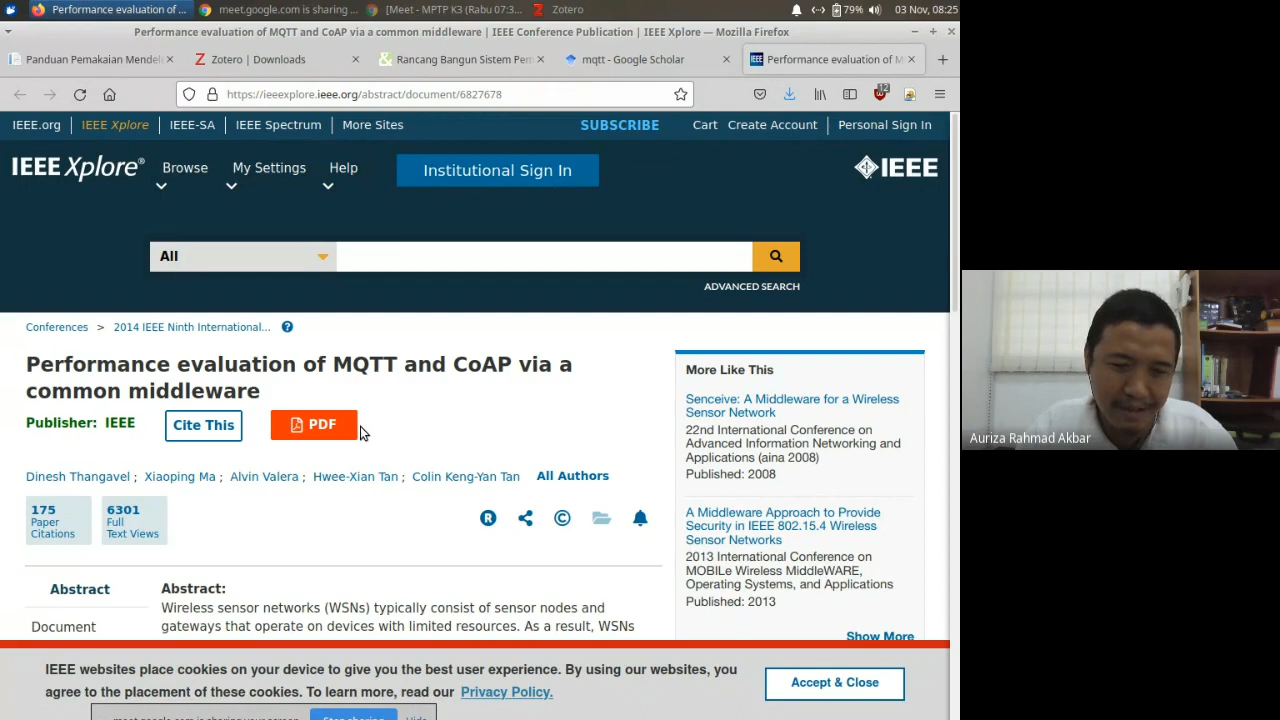 Performance evaluation of ...
meet.google.com is sharing ...
[Meet - MPTP K3 (Rabu 07:3...
Zotero
79%
03 Nov, 08:25
Performance evaluation of MQTT and CoAP via a common middleware | IEEE Conference Publication | IEEE Xplore — Mozilla Firefox
Panduan Pemakaian Mendel
Zotero | Downloads
Rancang Bangun Sistem Pem
mqtt - Google Scholar
Performance evaluation of M
https://ieeexplore.ieee.org/abstract/document/6827678
12
IEEE.org
IEEE Xplore
IEEE-SA
IEEE Spectrum
More Sites
SUBSCRIBE
Cart
Create Account
Personal Sign In
IEEE Xplore®
Browse
My Settings
Help
Institutional Sign In
IEEE
All
ADVANCED SEARCH
Conferences > 2014 IEEE Ninth International...
Performance evaluation of MQTT and CoAP via a
common middleware
Publisher: IEEE
Cite This
PDF
Dinesh Thangavel ; Xiaoping Ma ; Alvin Valera ; Hwee-Xian Tan ; Colin Keng-Yan Tan
All Authors
175
Paper
Citations
6301
Full
Text Views
Abstract
Document
Abstract:
Wireless sensor networks (WSNs) typically consist of sensor nodes and
gateways that operate on devices with limited resources. As a result, WSNs
More Like This
Senceive: A Middleware for a Wireless
Sensor Network
22nd International Conference on
Advanced Information Networking and
Applications (aina 2008)
Published: 2008
A Middleware Approach to Provide
Security in IEEE 802.15.4 Wireless
Sensor Networks
2013 International Conference on
MOBILe Wireless MiddleWARE,
Operating Systems, and Applications
Published: 2013
Show More
IEEE websites place cookies on your device to give you the best user experience. By using our websites, you
agree to the placement of these cookies. To learn more, read our Privacy Policy.
Accept & Close
meet.google.com is sharing your screen.
Stop sharing
Hide
Auriza Rahmad Akbar